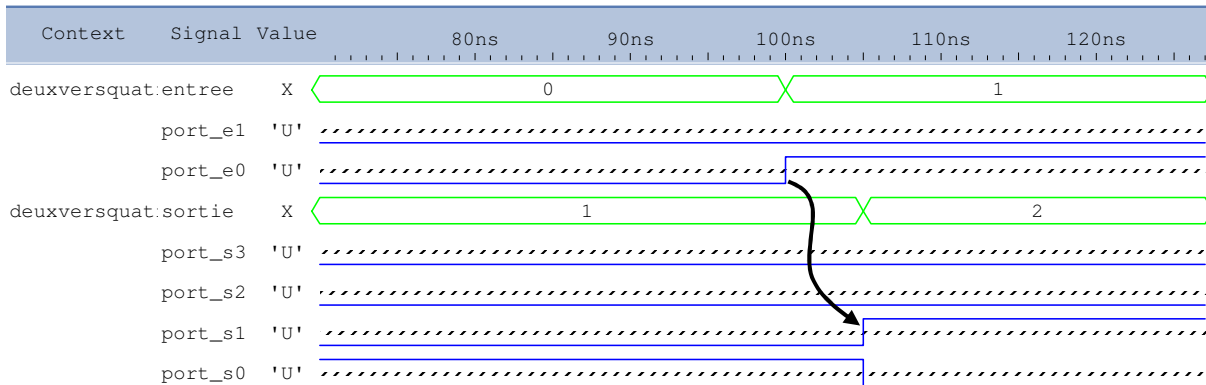 Context Signal Value 80ns 90ns 100ns 110ns 120ns
deuxversquat:entree X 0 1
port_e1 'U'
port_e0 'U'
deuxversquat:sortie X 1 2
port_s3 'U'
port_s2 'U'
port_s1 'U'
port_s0 'U'